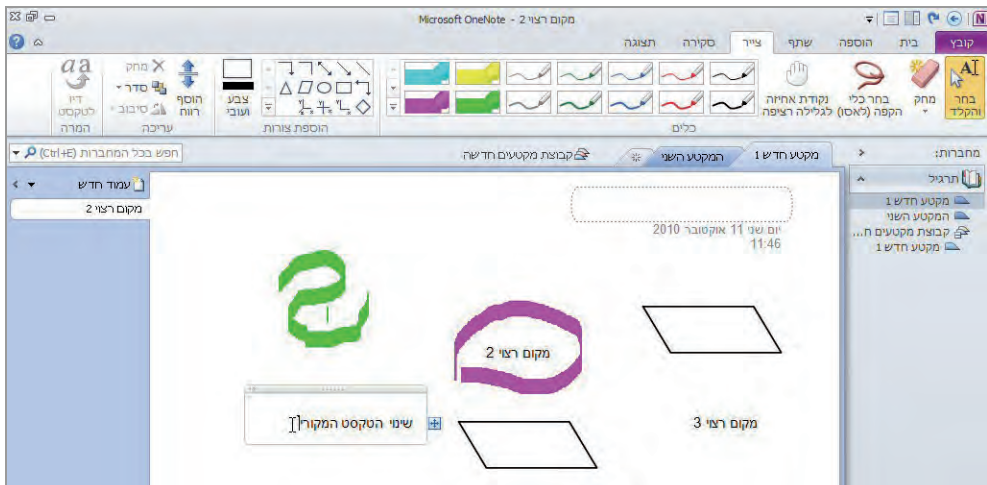 מקום רצוי 2 - Microsoft OneNote
קובץ בית הוספה שתף צייר סקירה תצוגה
בחר והקלד
מחק
בחר כלי הקפה (לאסו)
נקודת אחיזה לגלילה רציפה
כלים
הוספת צורות
צבע ועובי
הוסף רווח
מחק
סדר
סיבוב
עריכה
דיו לטקסט
המרה
מחברות:
תרגיל
מקטע חדש 1
המקטע השני
קבוצת מקטעים ח...
מקטע חדש 1
מקטע חדש 1 המקטע השני קבוצת מקטעים חדשה
חפש בכל המחברות (Ctrl+E)
עמוד חדש
מקום רצוי 2
יום שני 11 אוקטובר 2010
11:46
מקום רצוי 2
מקום רצוי 3
שינוי הטקסט המקורי